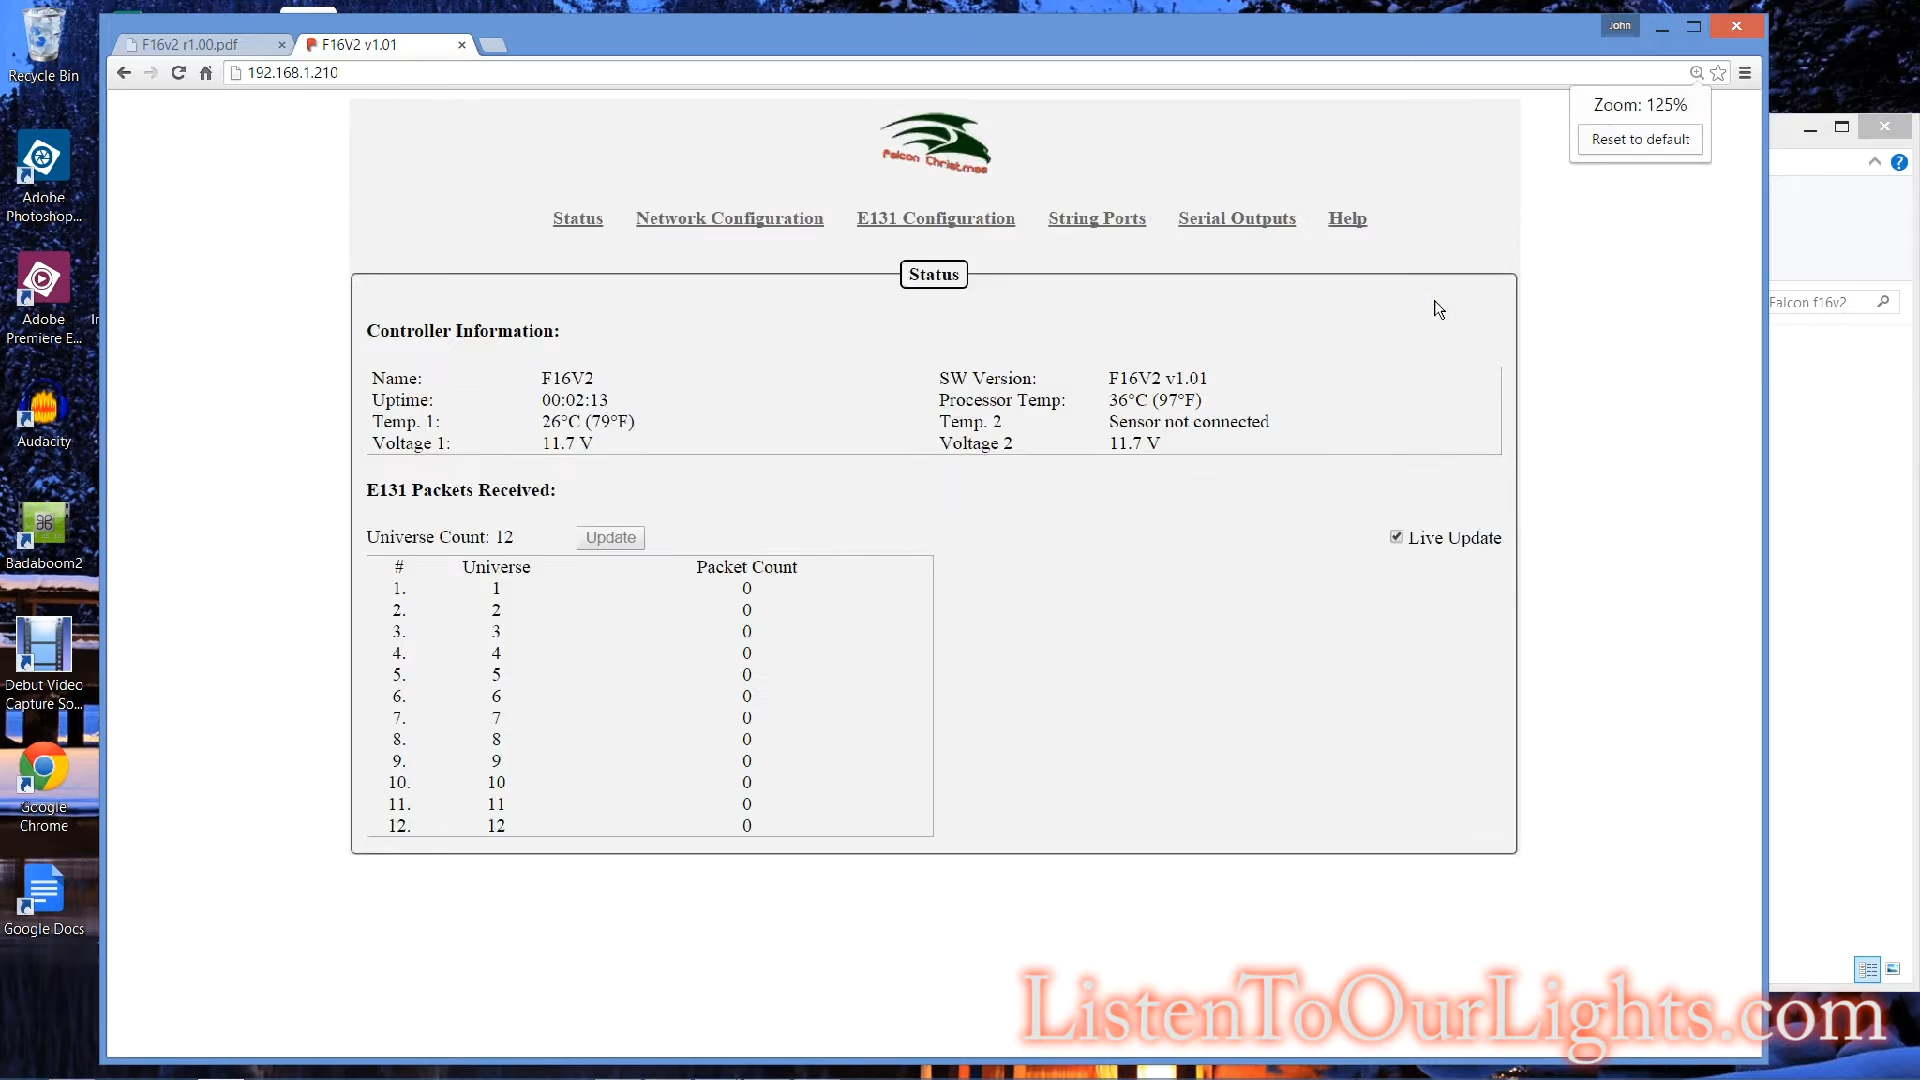 John
F16v2 r1.00.pdf
F16V2 v1.01
192.168.1.210
Zoom: 125%
Reset to default
Recycle Bin
Adobe
Photoshop...
Adobe
Premiere E...
Audacity
Badaboom2
Debut Video
Capture So...
Google
Chrome
Google Docs
Falcon Christmas
Status
Network Configuration
E131 Configuration
String Ports
Serial Outputs
Help
Status
Controller Information:
Name: F16V2 SW Version: F16V2 v1.01
Uptime: 00:02:13 Processor Temp: 36°C (97°F)
Temp. 1: 26°C (79°F) Temp. 2 Sensor not connected
Voltage 1: 11.7 V Voltage 2 11.7 V
E131 Packets Received:
Universe Count: 12 Update Live Update
# Universe Packet Count
1. 1 0
2. 2 0
3. 3 0
4. 4 0
5. 5 0
6. 6 0
7. 7 0
8. 8 0
9. 9 0
10. 10 0
11. 11 0
12. 12 0
Falcon f16v2
ListenToOurLights.com